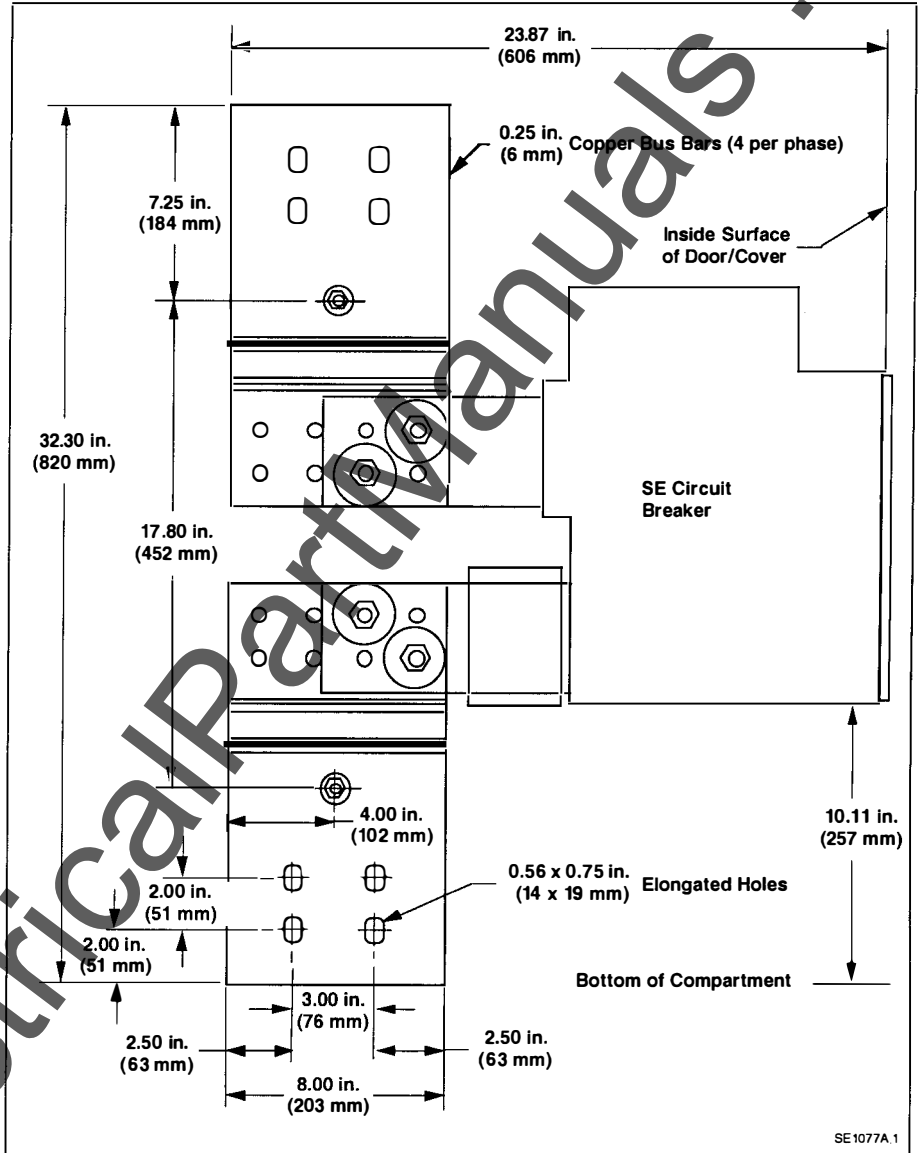 23.87 in.
(606 mm)
0.25 in.
(6 mm)
Copper Bus Bars (4 per phase)
7.25 in.
(184 mm)
Inside Surface
of Door/Cover
32.30 in.
(820 mm)
SE Circuit
Breaker
17.80 in.
(452 mm)
4.00 in.
(102 mm)
10.11 in.
(257 mm)
0.56 x 0.75 in.
(14 x 19 mm)
Elongated Holes
2.00 in.
(51 mm)
2.00 in.
(51 mm)
Bottom of Compartment
3.00 in.
(76 mm)
2.50 in.
(63 mm)
2.50 in.
(63 mm)
8.00 in.
(203 mm)
SE1077A.1
ctricalPartManuals .